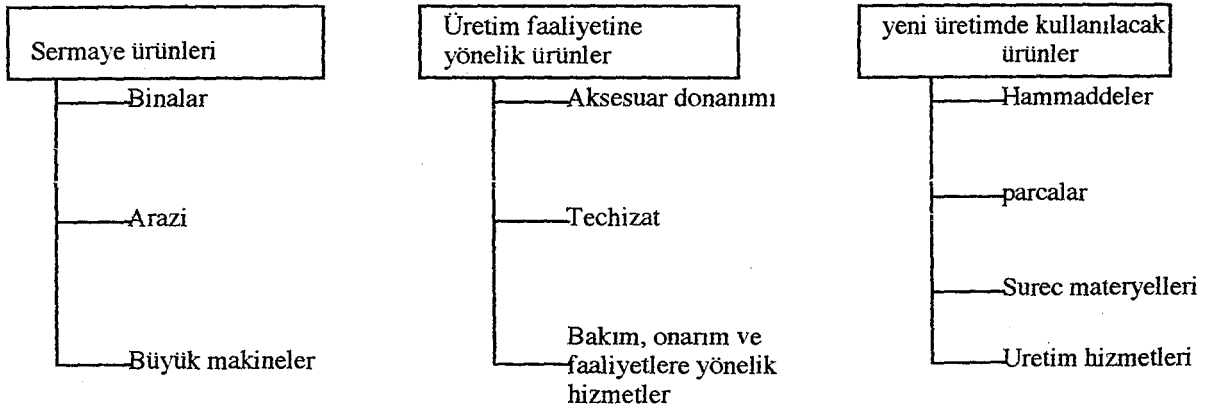 Sermaye ürünleri
Binalar
Arazi
Büyük makineler
Üretim faaliyetine
yönelik ürünler
Aksesuar donanımı
Techizat
Bakım, onarım ve
faaliyetlere yönelik
hizmetler
yeni üretimde kullanılacak
ürünler
Hammaddeler
parcalar
Surec materyelleri
Uretim hizmetleri